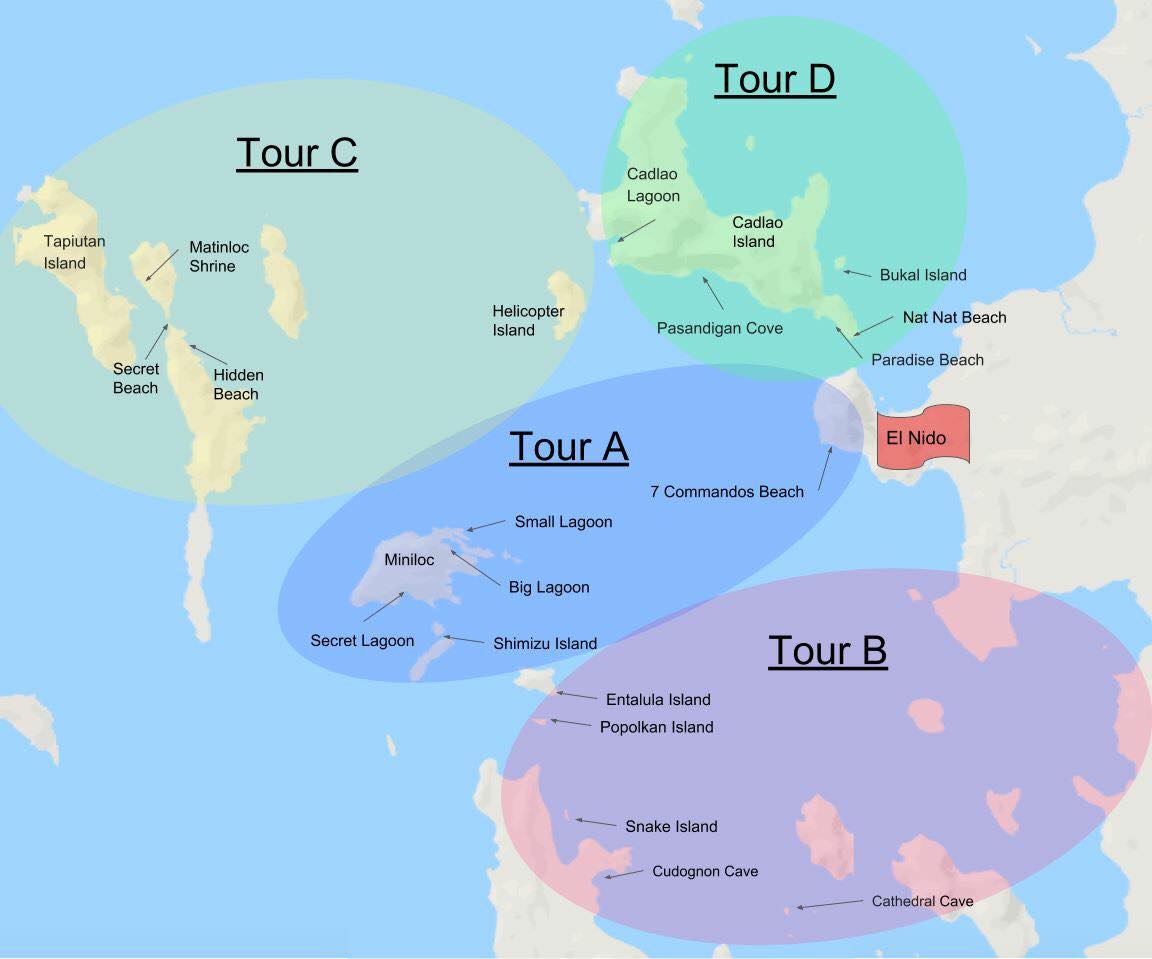 Tour D
Tour C
Cadlao
Lagoon
Cadlao
Island
Tapiutan
Island
Matinloc
Shrine
Bukal Island
Helicopter
Island
Nat Nat Beach
Pasandigan Cove
Paradise Beach
Secret
Beach
Hidden
Beach
Tour A
El Nido
7 Commandos Beach
Small Lagoon
Miniloc
Big Lagoon
Secret Lagoon
Shimizu Island
Tour B
Entalula Island
Popolkan Island
Snake Island
Cudognon Cave
Cathedral Cave